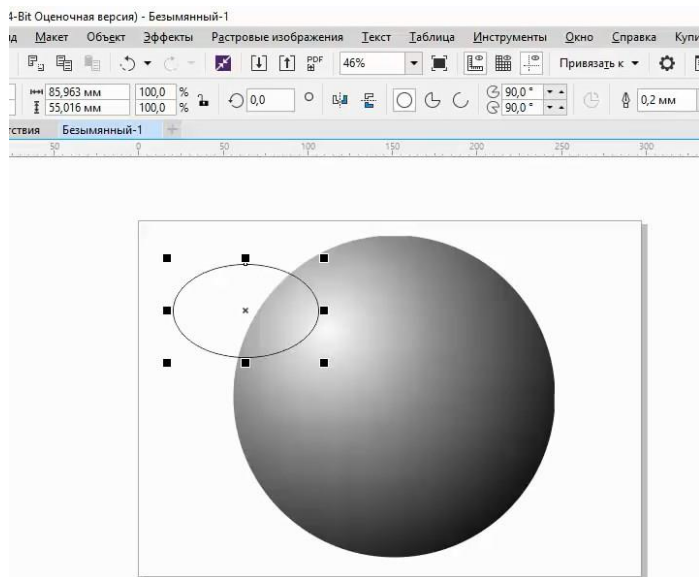 4-Bit Оценочная версия) - Безымянный-1
Макет Объект Эффекты Растровые изображения Текст Таблица Инструменты Окно Справка Купи
PDF 46% Привязать к
85,963 мм 100,0 % 0,0 90,0 ° 0,2 мм
55,016 мм 100,0 % 90,0 °
ствия Безымянный-1
50 0 50 100 150 200 250 300